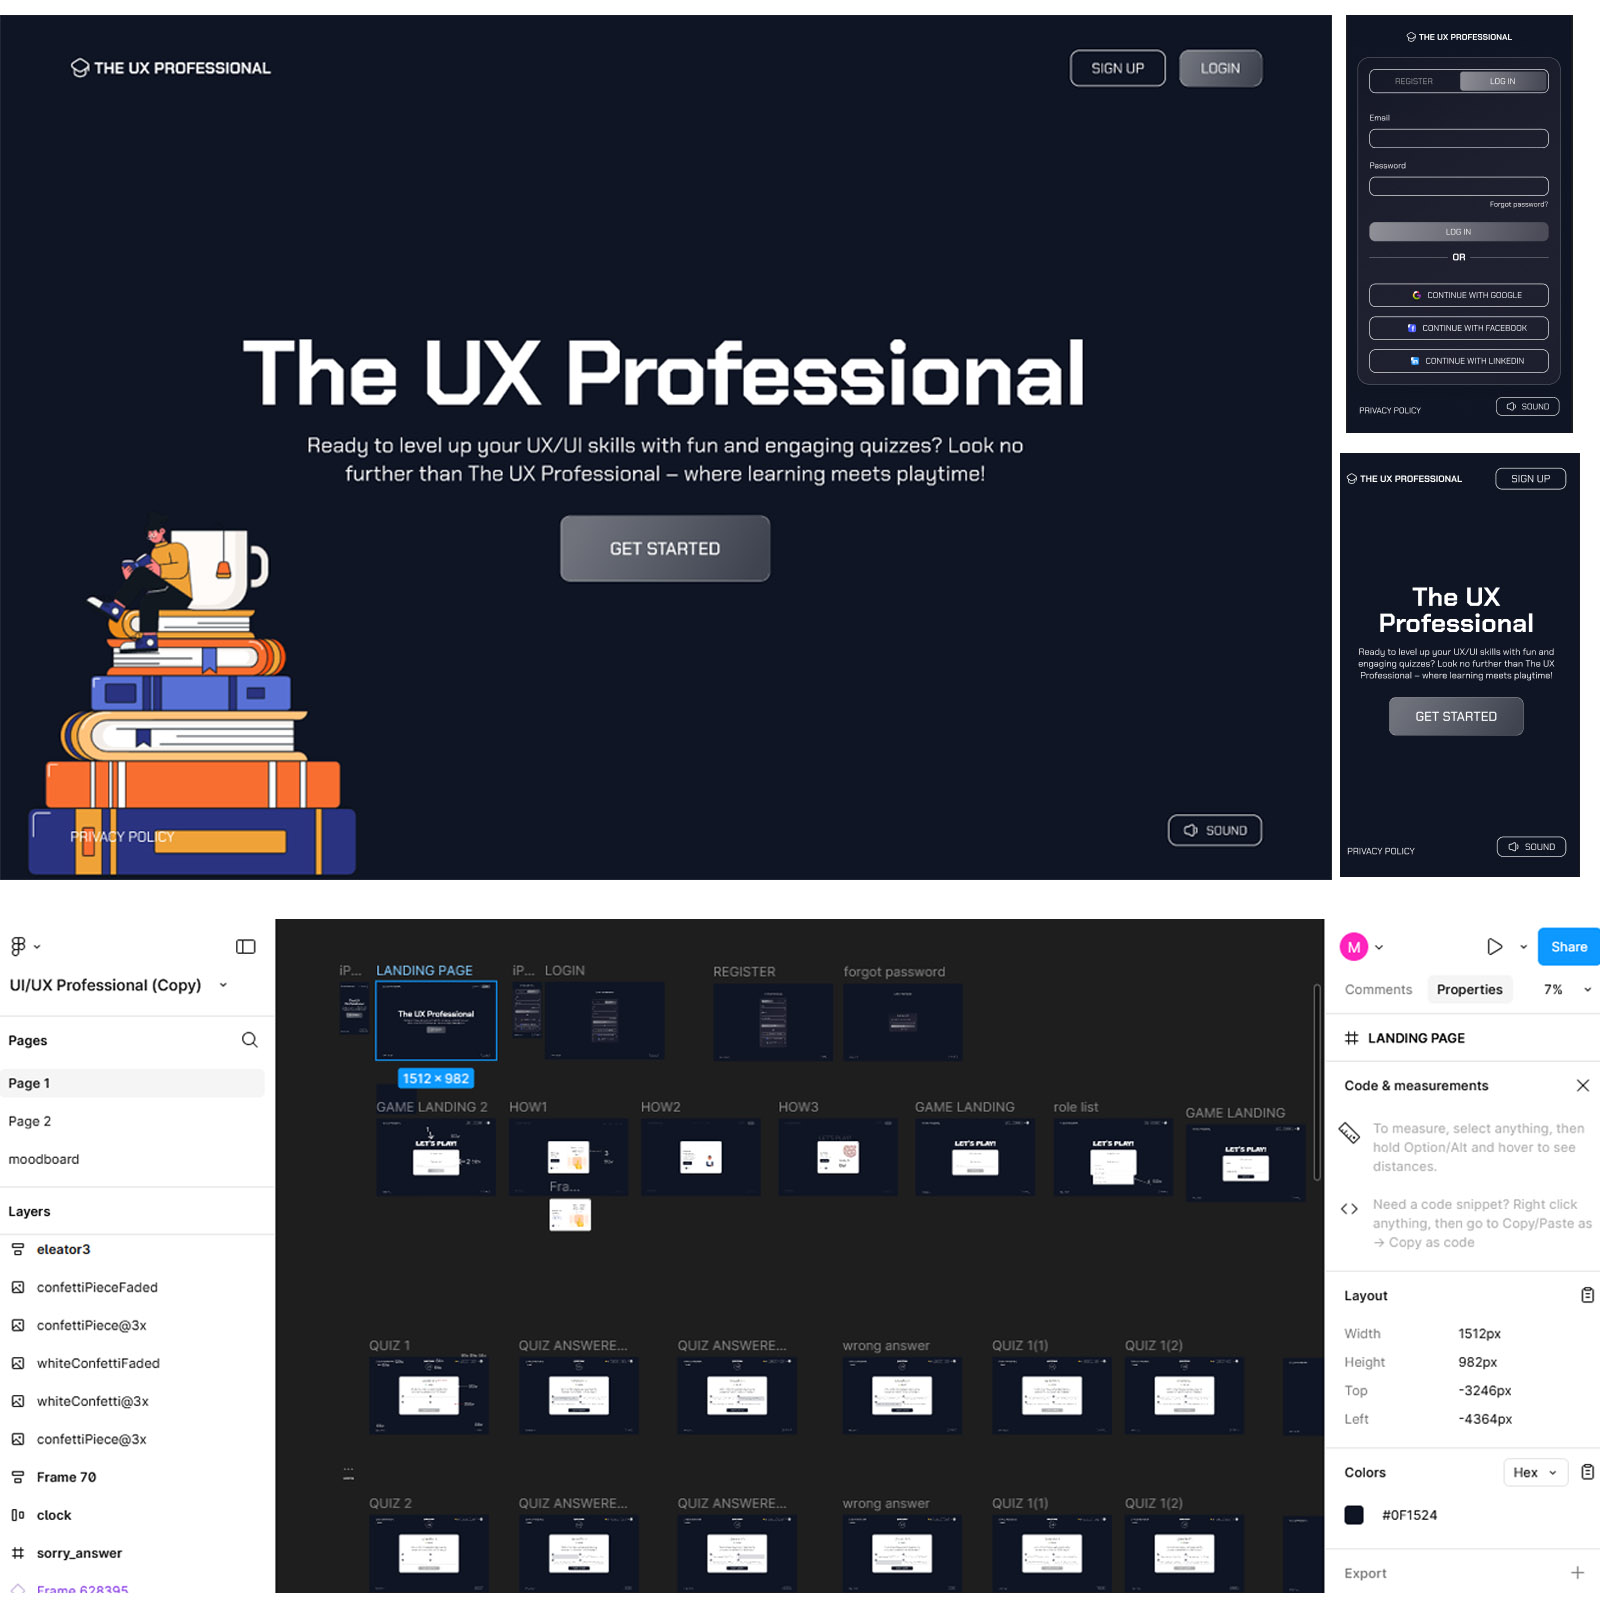 THE UX PROFESSIONAL
SIGN UP
LOGIN
The UX Professional
Ready to level up your UX/UI skills with fun and engaging quizzes? Look no
further than The UX Professional – where learning meets playtime!
GET STARTED
PRIVACY POLICY
SOUND
THE UX PROFESSIONAL
REGISTER
LOG IN
Email
Password
Forgot password?
LOG IN
OR
CONTINUE WITH GOOGLE
CONTINUE WITH FACEBOOK
CONTINUE WITH LINKEDIN
PRIVACY POLICY
SOUND
THE UX PROFESSIONAL
SIGN UP
The UX
Professional
Ready to level up your UX/UI skills with fun and
engaging quizzes? Look no further than The UX
Professional – where learning meets playtime!
GET STARTED
PRIVACY POLICY
SOUND
UI/UX Professional (Copy)
Pages
Page 1
Page 2
moodboard
Layers
eleator3
confettiPieceFaded
confettiPiece@3x
whiteConfettiFaded
whiteConfetti@3x
confettiPiece@3x
Frame 70
clock
sorry_answer
Frame 628395
iP...
LANDING PAGE
iP...
LOGIN
REGISTER
forgot password
The UX Professional
1512 × 982
GAME LANDING 2
HOW1
HOW2
HOW3
GAME LANDING
role list
GAME LANDING
LET'S PLAY!
LET'S PLAY!
LET'S PLAY!
LET'S PLAY!
Fra...
QUIZ 1
QUIZ ANSWERE...
QUIZ ANSWERE...
wrong answer
QUIZ 1(1)
QUIZ 1(2)
...
QUIZ 2
QUIZ ANSWERE...
QUIZ ANSWERE...
wrong answer
QUIZ 1(1)
QUIZ 1(2)
M
Share
Comments
Properties
7%
LANDING PAGE
Code & measurements
To measure, select anything, then
hold Option/Alt and hover to see
distances.
Need a code snippet? Right click
anything, then go to Copy/Paste as
→ Copy as code
Layout
Width
1512px
Height
982px
Top
-3246px
Left
-4364px
Colors
Hex
#0F1524
Export